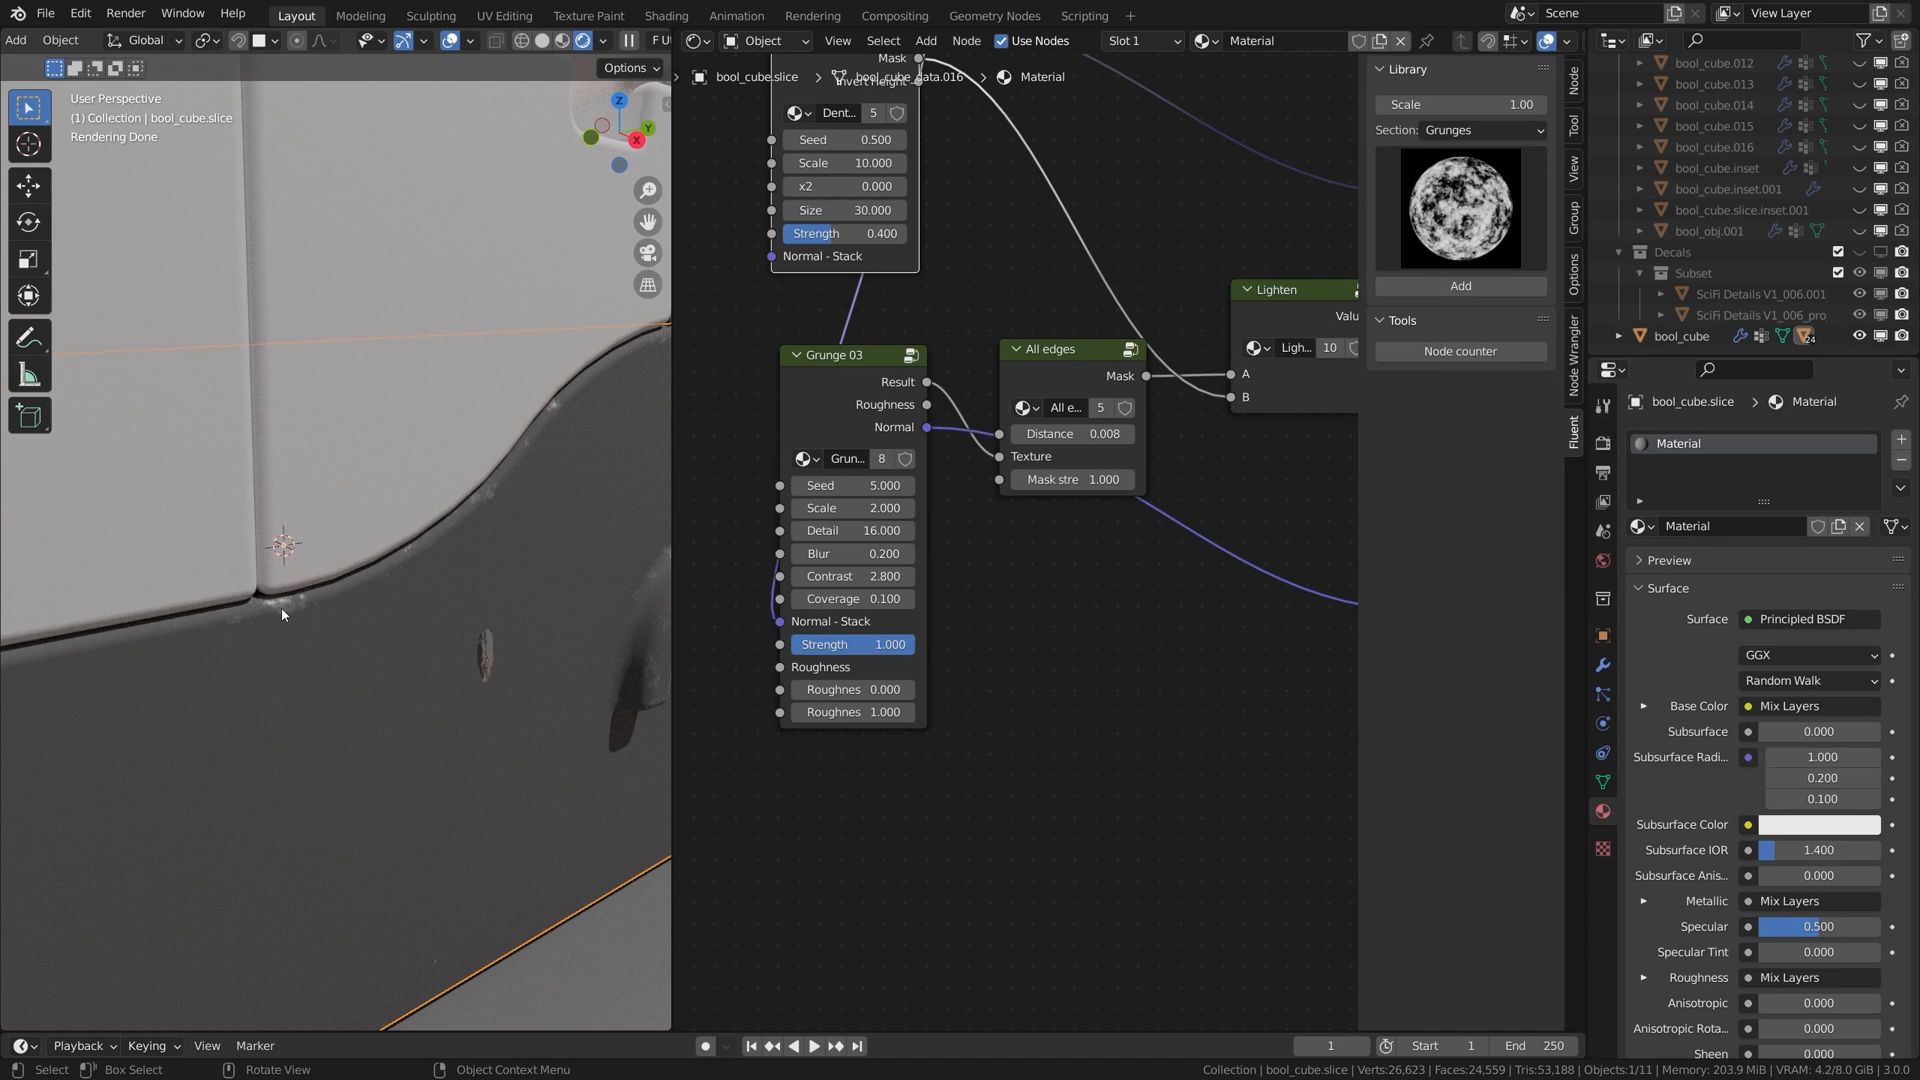 File Edit Render Window Help Layout Modeling Sculpting UV Editing Texture Paint Shading Animation Rendering Compositing Geometry Nodes Scripting + Scene View Layer
Add Object Global F U Object View Select Add Node Use Nodes Slot 1 Material
Options
bool_cube.slice > bool_cube_data.016 > Material
User Perspective
(1) Collection | bool_cube.slice
Rendering Done
Z
Y
X
Mask
Invert Height
Dent... 5
Seed 0.500
Scale 10.000
x2 0.000
Size 30.000
Strength 0.400
Normal - Stack
Grunge 03
Result
Roughness
Normal
Grun... 8
Seed 5.000
Scale 2.000
Detail 16.000
Blur 0.200
Contrast 2.800
Coverage 0.100
Normal - Stack
Strength 1.000
Roughness
Roughnes 0.000
Roughnes 1.000
All edges
Mask
All e... 5
Distance 0.008
Texture
Mask stre 1.000
Lighten
Valu
Ligh... 10
A
B
Library
Scale 1.00
Section: Grunges
Add
Tools
Node counter
Node
Tool
View
Group
Options
Node Wrangler
Fluent
bool_cube.012
bool_cube.013
bool_cube.014
bool_cube.015
bool_cube.016
bool_cube.inset
bool_cube.inset.001
bool_cube.slice.inset.001
bool_obj.001
Decals
Subset
SciFi Details V1_006.001
SciFi Details V1_006_pro
bool_cube 24
bool_cube.slice > Material
Material
Material
Preview
Surface
Surface Principled BSDF
GGX
Random Walk
Base Color Mix Layers
Subsurface 0.000
Subsurface Radi... 1.000
0.200
0.100
Subsurface Color
Subsurface IOR 1.400
Subsurface Anis... 0.000
Metallic Mix Layers
Specular 0.500
Specular Tint 0.000
Roughness Mix Layers
Anisotropic 0.000
Anisotropic Rota... 0.000
Sheen 0.000
Playback Keying View Marker 1 Start 1 End 250
Select Box Select Rotate View Object Context Menu Collection | bool_cube.slice | Verts:26,623 | Faces:24,559 | Tris:53,188 | Objects:1/11 | Memory: 203.9 MiB | VRAM: 4.2/8.0 GiB | 3.0.0